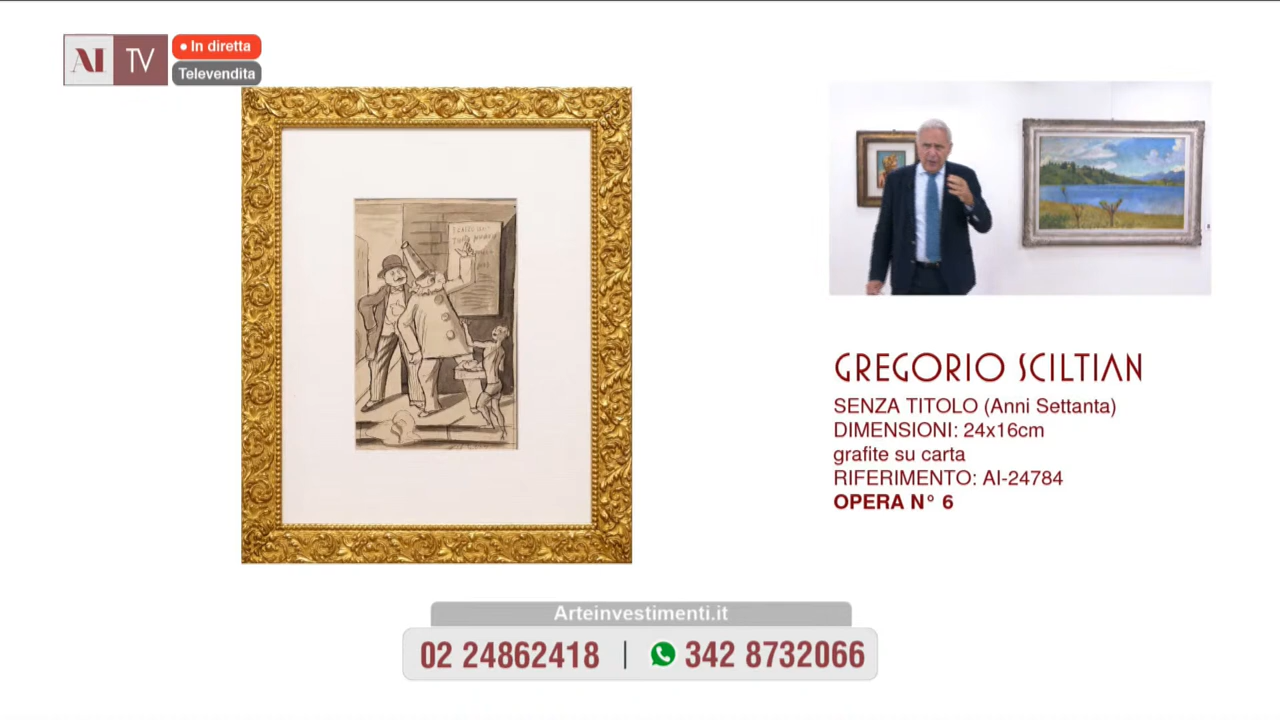 AI TV
● In diretta
Televendita
GREGORIO SCILTIAN
SENZA TITOLO (Anni Settanta)
DIMENSIONI: 24x16cm
grafite su carta
RIFERIMENTO: AI-24784
OPERA N° 6
Arteinvestimenti.it
02 24862418 | 342 8732066